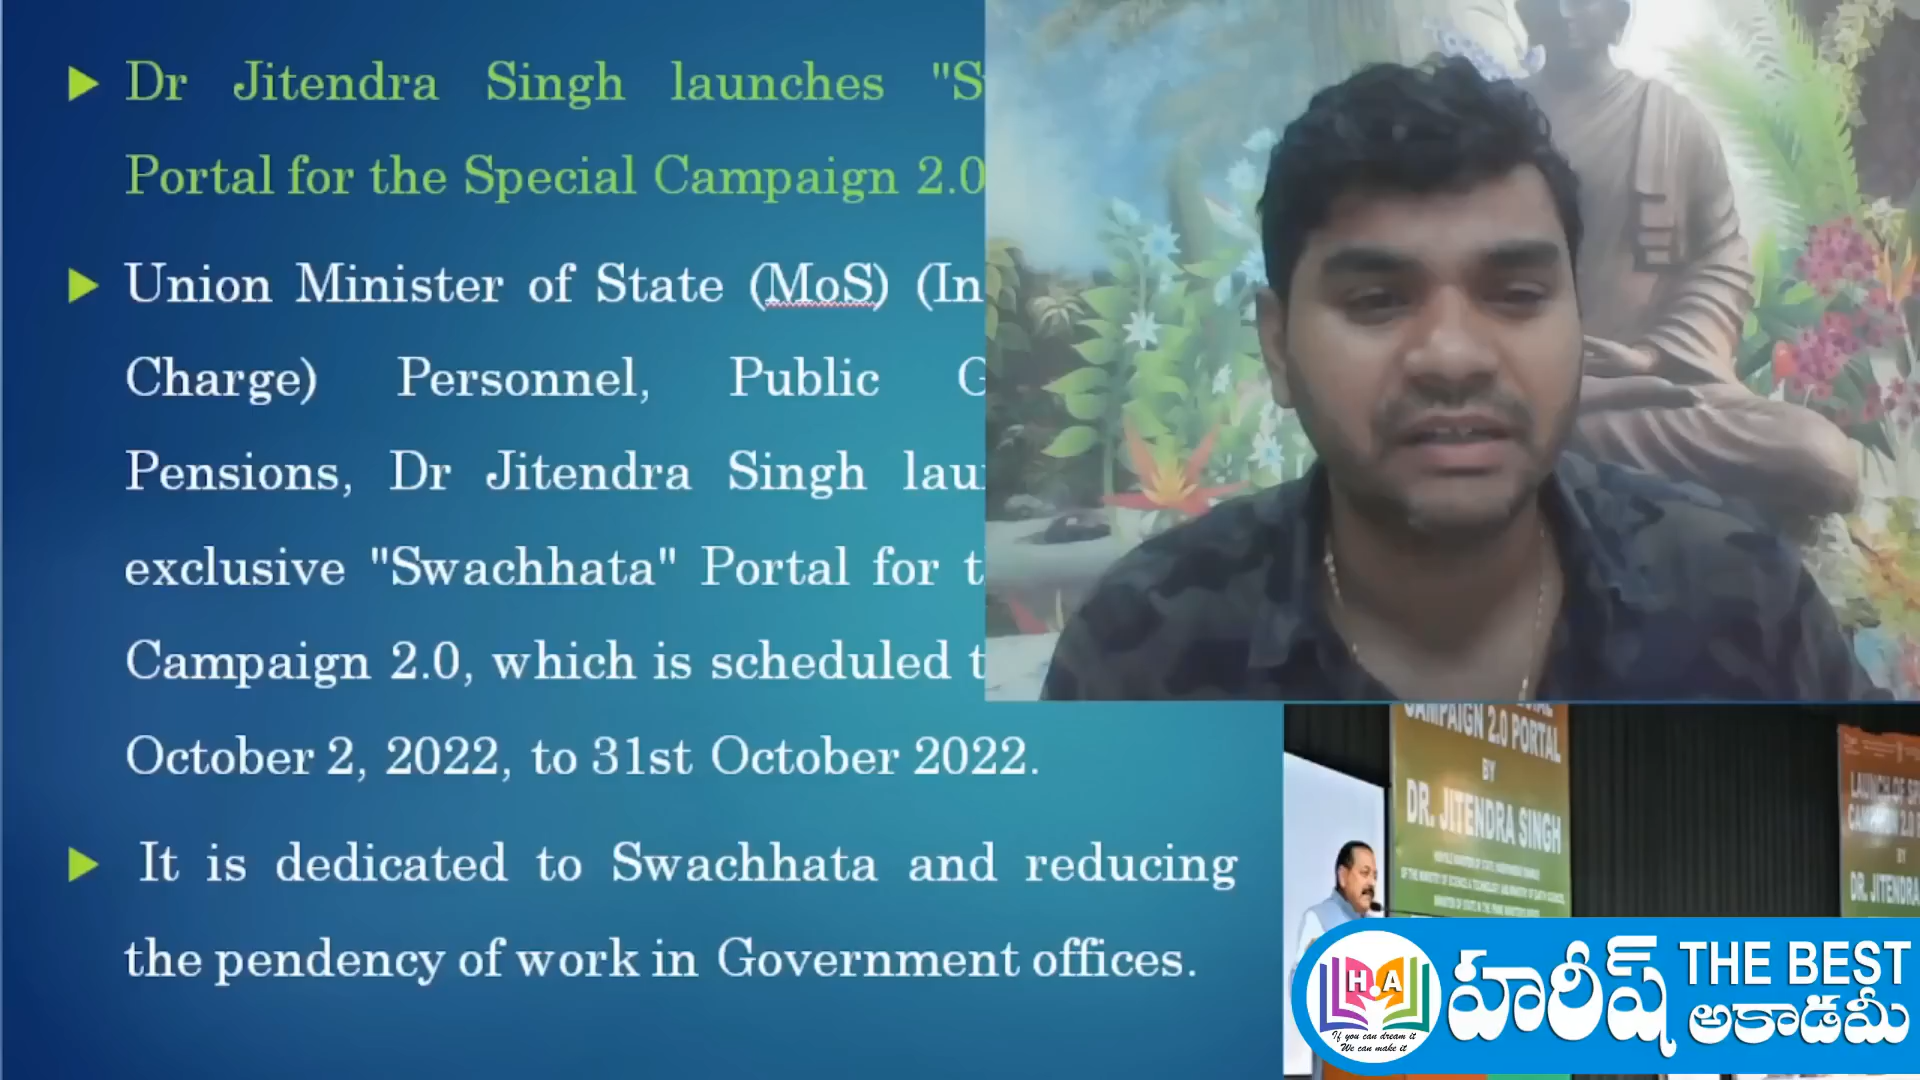 Dr Jitendra Singh launches "S
Portal for the Special Campaign 2.0
Union Minister of State (MoS) (In
Charge) Personnel, Public G
Pensions, Dr Jitendra Singh lau
exclusive "Swachhata" Portal for t
Campaign 2.0, which is scheduled t
October 2, 2022, to 31st October 2022.
It is dedicated to Swachhata and reducing
the pendency of work in Government offices.
CAMPAIGN 2.0 PORTAL
BY
DR. JITENDRA SINGH
LAUNCH OF
BY
DR. JITENDRA
H.A
If you can dream it
We can make it
హరీష్ THE BEST
అకాడమీ